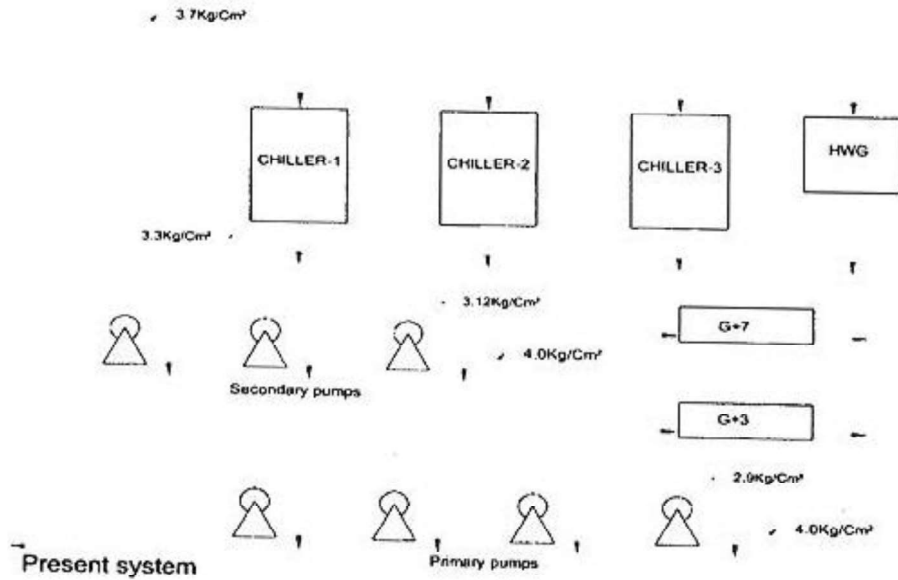 3.7Kg/Cm²
CHILLER-1
CHILLER-2
CHILLER-3
HWG
3.3Kg/Cm²
3.12Kg/Cm²
G+7
4.0Kg/Cm²
Secondary pumps
G+3
2.9Kg/Cm²
4.0Kg/Cm²
Present system
Primary pumps